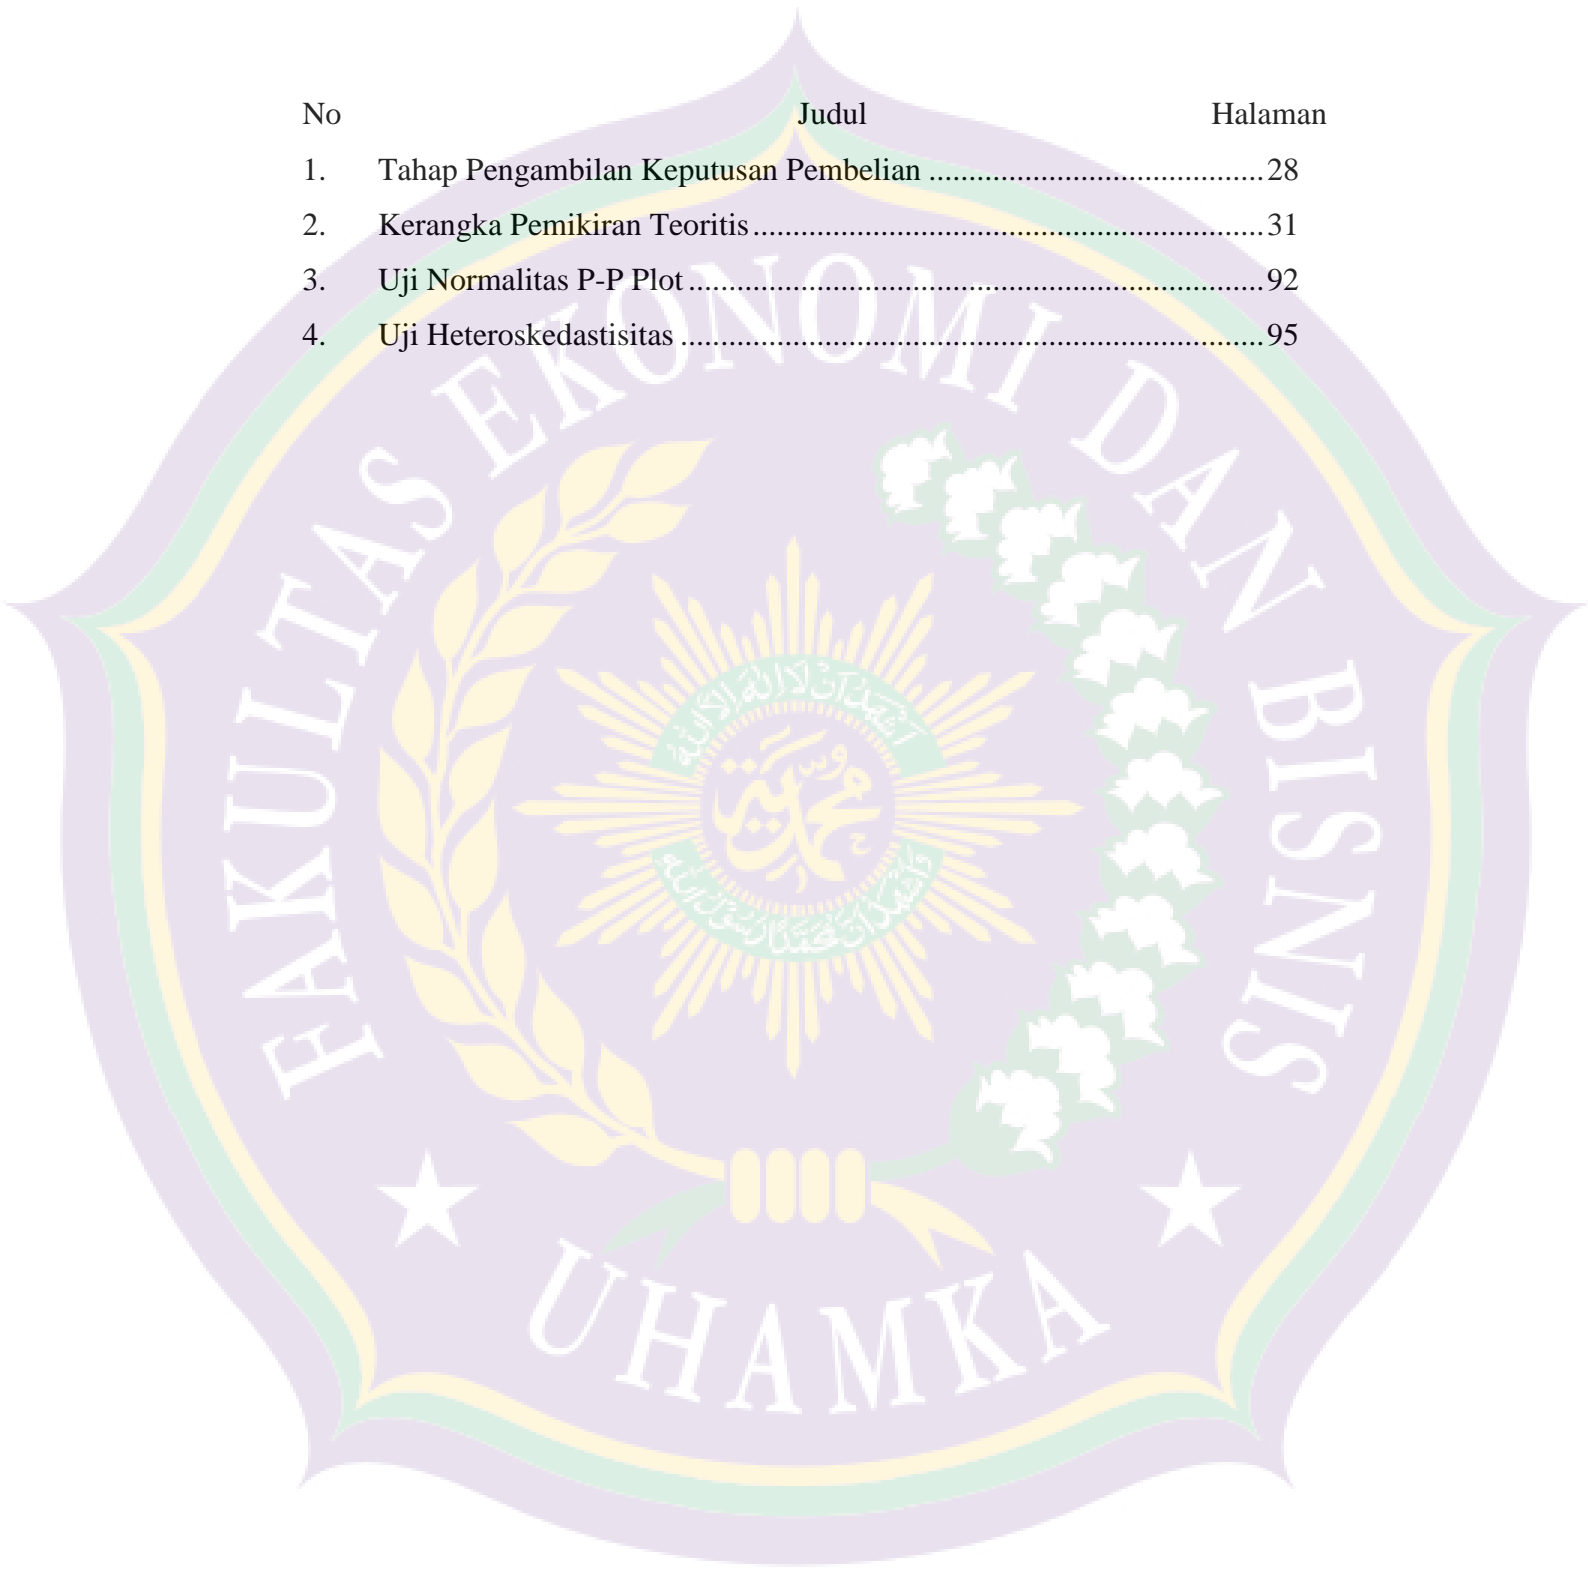 No Judul Halaman
1. Tahap Pengambilan Keputusan Pembelian ........................................ 28
2. Kerangka Pemikiran Teoritis ............................................................. 31
3. Uji Normalitas P-P Plot ..................................................................... 92
4. Uji Heteroskedastisitas ...................................................................... 95
FAKULTAS EKONOMI DAN BISNIS
UHAMKA